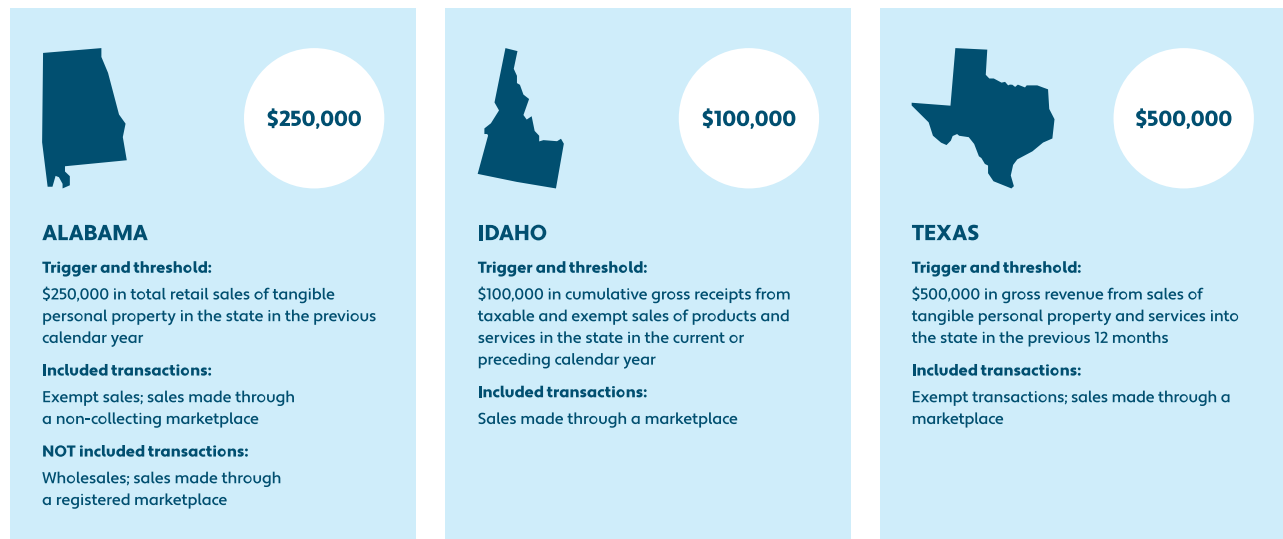 $250,000
ALABAMA
Trigger and threshold:
$250,000 in total retail sales of tangible
personal property in the state in the previous
calendar year
Included transactions:
Exempt sales; sales made through
a non-collecting marketplace
NOT included transactions:
Wholesales; sales made through
a registered marketplace
$100,000
IDAHO
Trigger and threshold:
$100,000 in cumulative gross receipts from
taxable and exempt sales of products and
services in the state in the current or
preceding calendar year
Included transactions:
Sales made through a marketplace
$500,000
TEXAS
Trigger and threshold:
$500,000 in gross revenue from sales of
tangible personal property and services into
the state in the previous 12 months
Included transactions:
Exempt transactions; sales made through a
marketplace